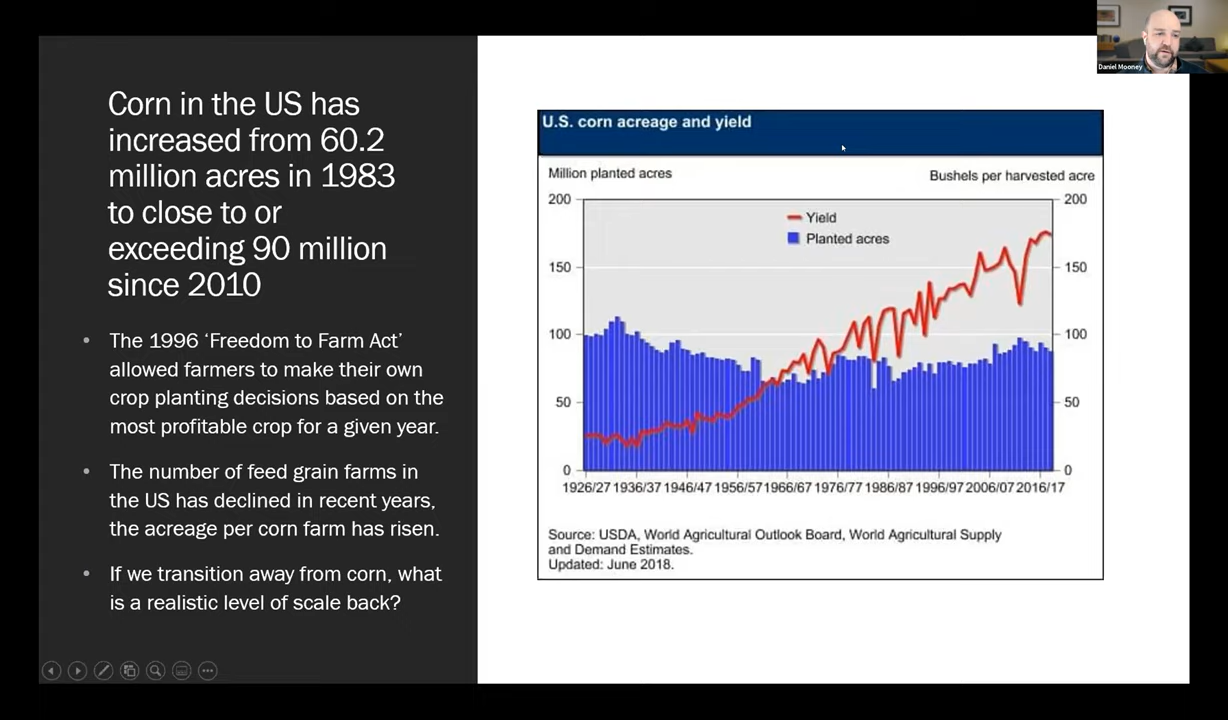 Daniel Mooney
Corn in the US has
increased from 60.2
million acres in 1983
to close to or
exceeding 90 million
since 2010
• The 1996 ‘Freedom to Farm Act’
allowed farmers to make their own
crop planting decisions based on the
most profitable crop for a given year.
• The number of feed grain farms in
the US has declined in recent years,
the acreage per corn farm has risen.
• If we transition away from corn, what
is a realistic level of scale back?
U.S. corn acreage and yield
Million planted acres
Bushels per harvested acre
200
150
100
50
0
Yield
Planted acres
200
150
100
50
0
1926/27 1936/37 1946/47 1956/57 1966/67 1976/77 1986/87 1996/97 2006/07 2016/17
Source: USDA, World Agricultural Outlook Board, World Agricultural Supply
and Demand Estimates.
Updated: June 2018.